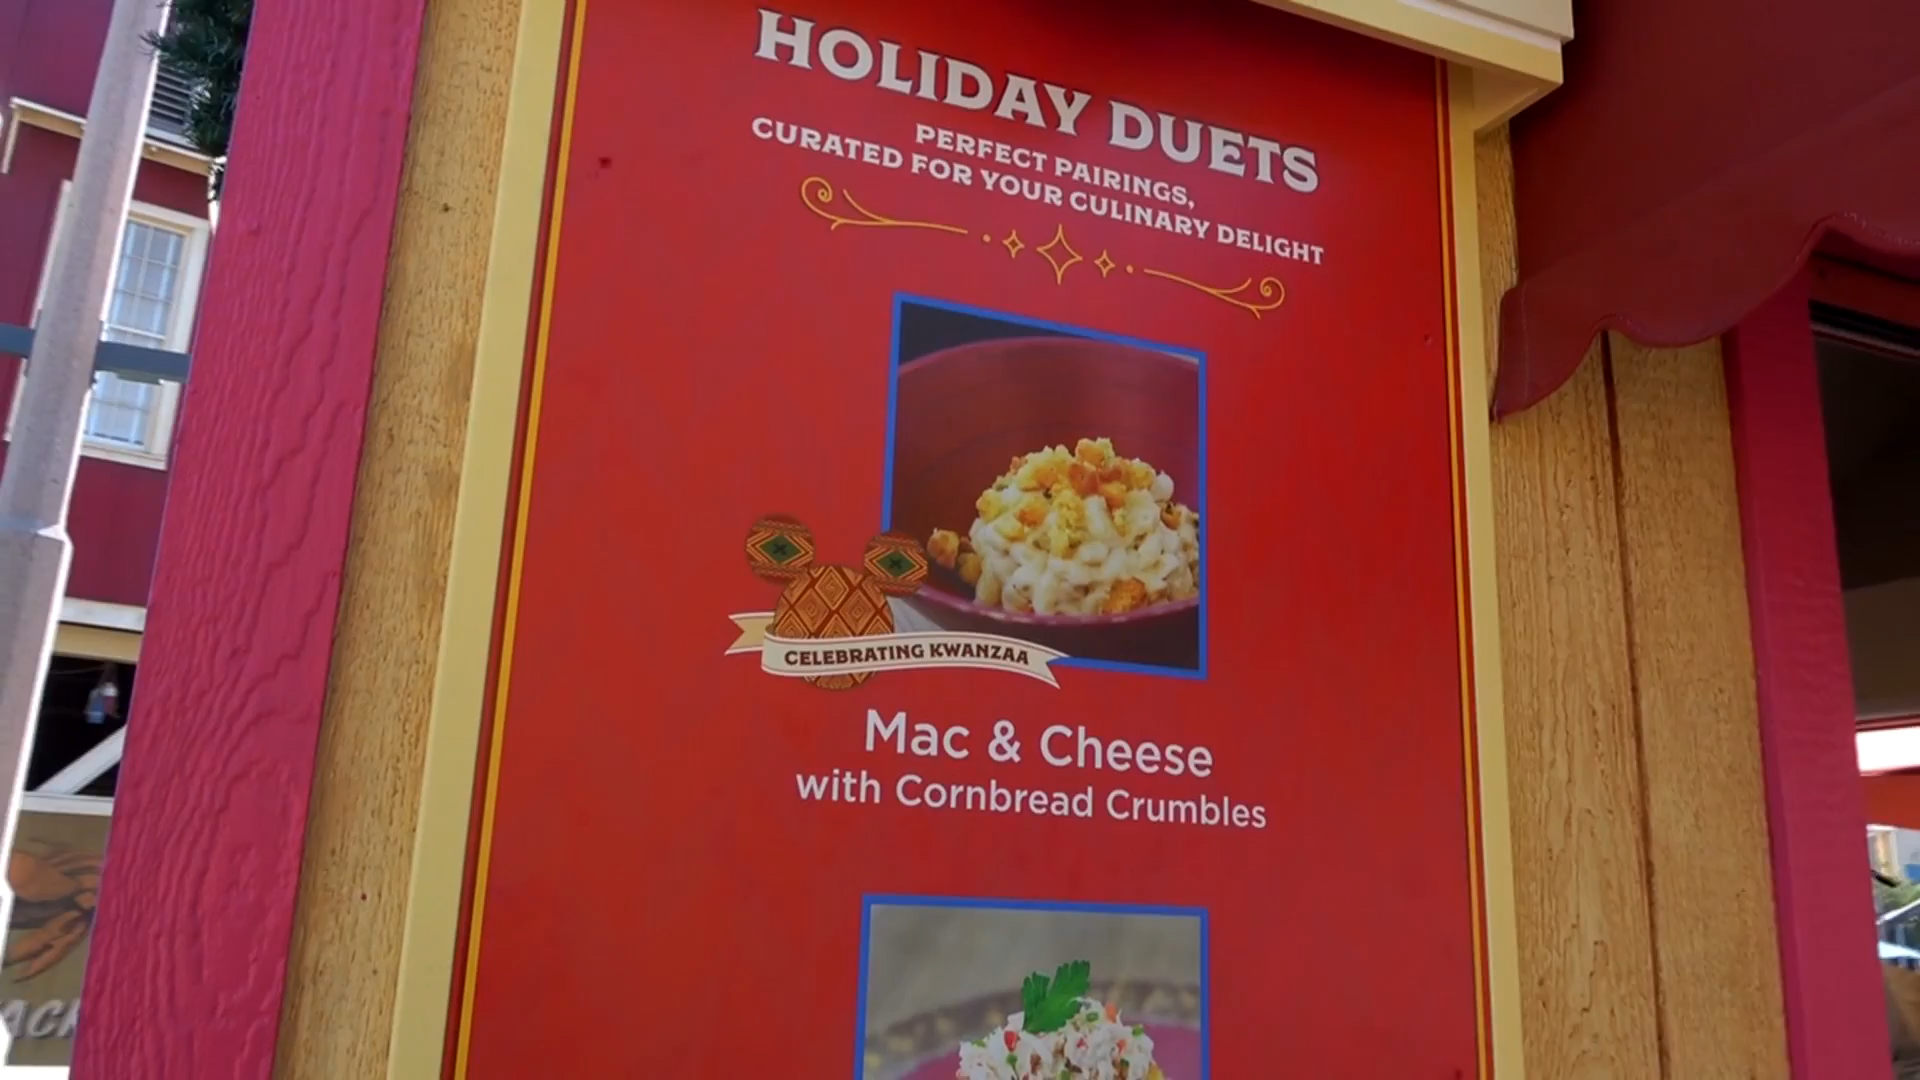 HOLIDAY DUETS
PERFECT PAIRINGS,
CURATED FOR YOUR CULINARY DELIGHT
CELEBRATING KWANZAA
Mac & Cheese
with Cornbread Crumbles